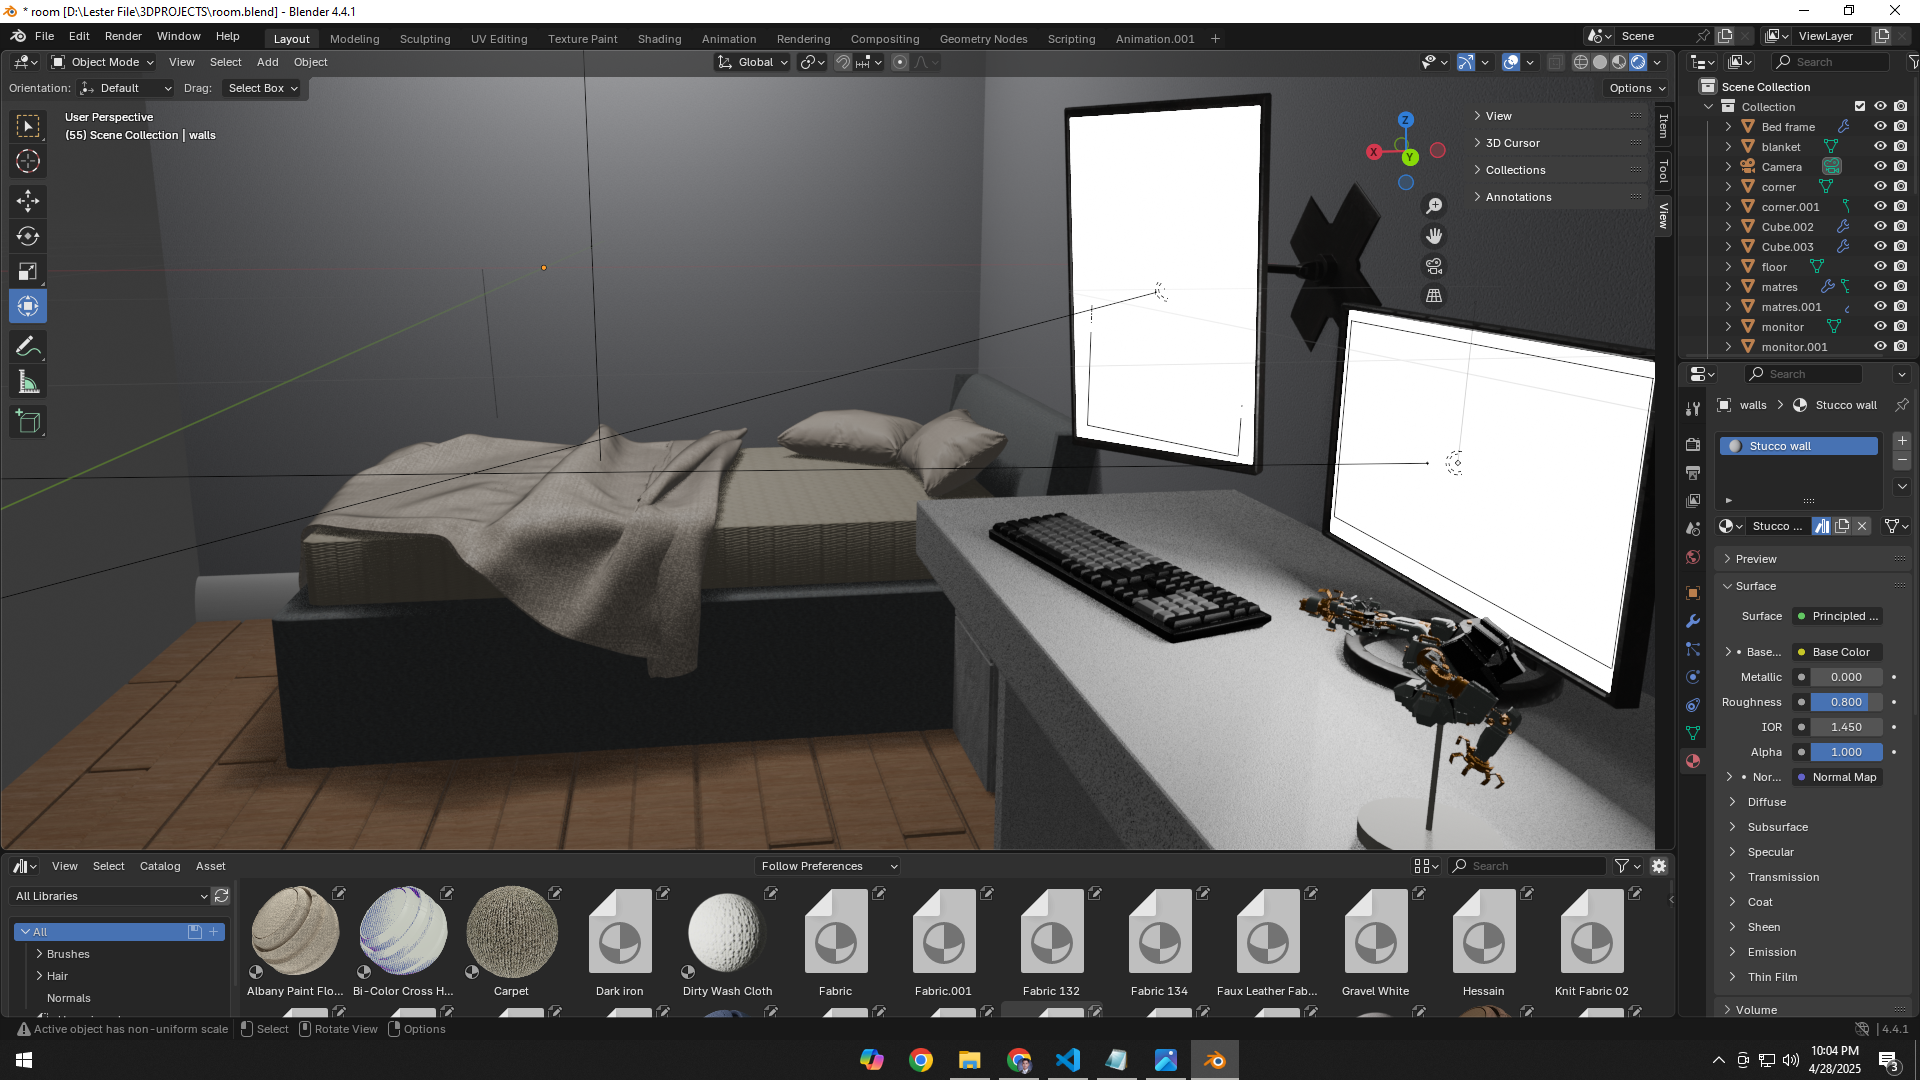 * room [D:\Lester File\3DPROJECTS\room.blend] - Blender 4.4.1
File Edit Render Window Help Layout Modeling Sculpting UV Editing Texture Paint Shading Animation Rendering Compositing Geometry Nodes Scripting Animation.001 Scene ViewLayer
Object Mode View Select Add Object Global Search
Orientation: Default Drag: Select Box Options
User Perspective
(55) Scene Collection | walls
View
3D Cursor
Collections
Annotations
Item
Tool
View
X
Y
Z
Scene Collection
Collection
Bed frame
blanket
Camera
corner
corner.001
Cube.002
Cube.003
floor
matres
matres.001
monitor
monitor.001
Search
walls Stucco wall
Stucco wall
Stucco ...
Preview
Surface
Surface Principled ...
Base... Base Color
Metallic 0.000
Roughness 0.800
IOR 1.450
Alpha 1.000
Nor... Normal Map
Diffuse
Subsurface
Specular
Transmission
Coat
Sheen
Emission
Thin Film
Volume
View Select Catalog Asset Follow Preferences Search
All Libraries
All
Brushes
Hair
Normals
Albany Paint Flo... Bi-Color Cross H... Carpet Dark iron Dirty Wash Cloth Fabric Fabric.001 Fabric 132 Fabric 134 Faux Leather Fab... Gravel White Hessain Knit Fabric 02
Active object has non-uniform scale Select Rotate View Options 4.4.1
10:04 PM
4/28/2025
3